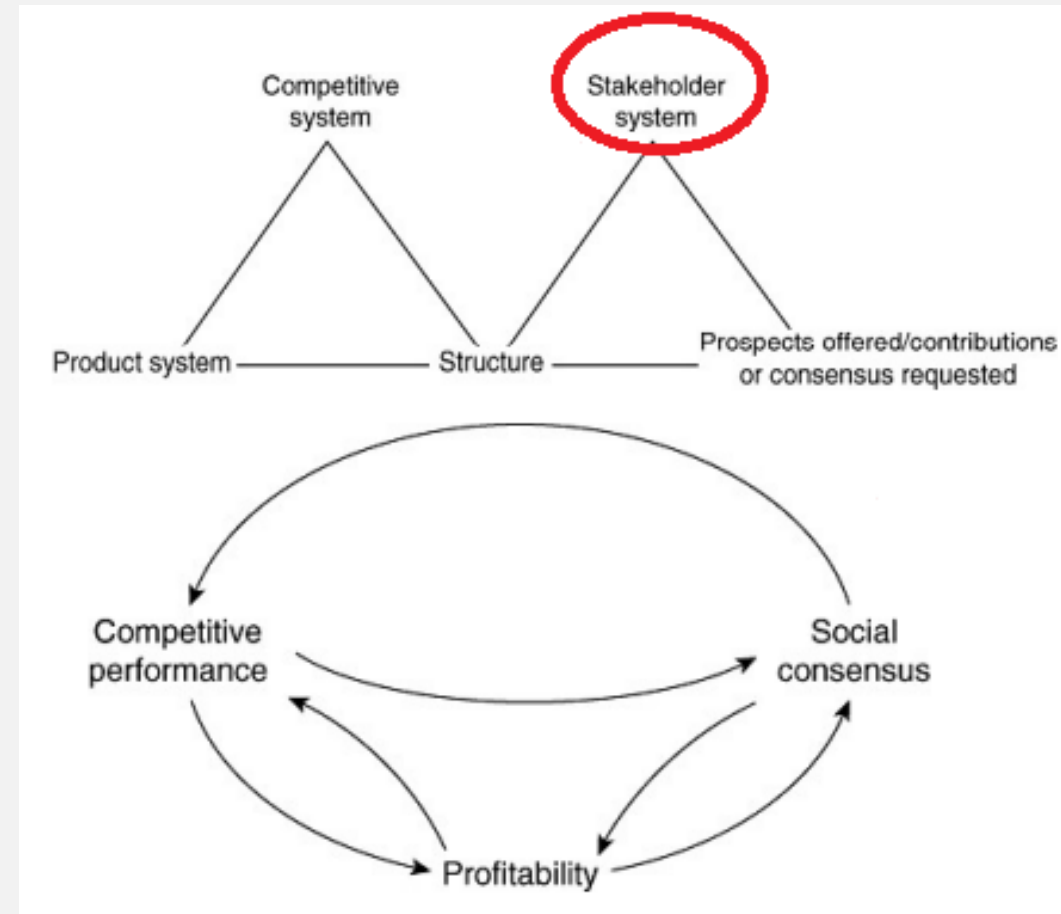 Competitive
system
Stakeholder
system
Product system
Structure
Prospects offered/contributions
or consensus requested
Competitive
performance
Social
consensus
Profitability